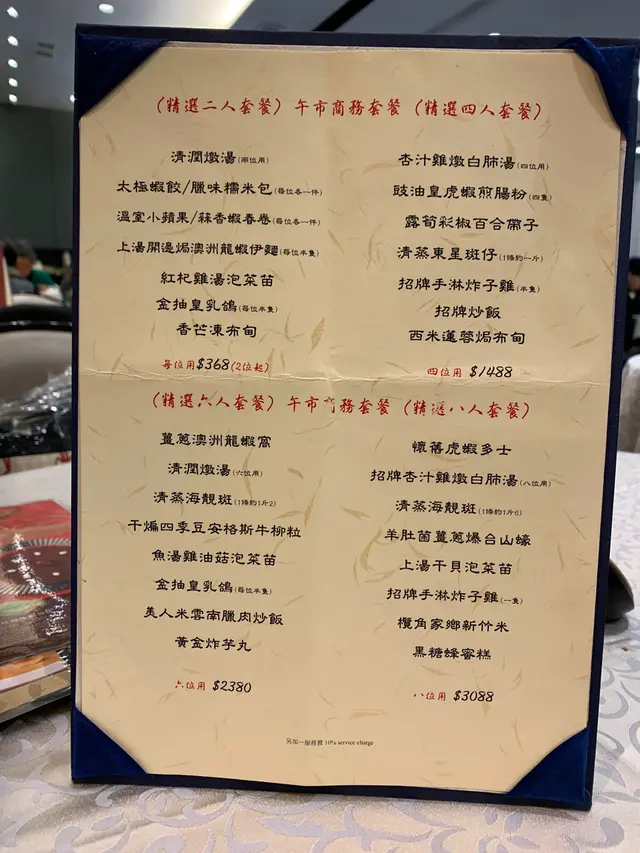 (精選二人套餐) 午市商務套餐 (精選四人套餐)
清潤燉湯(兩位用)
太極蝦餃/臘味糯米包(每位各一件)
溫室小蘋果/蒜香蝦春卷(每位各一件)
上湯開邊焗澳洲龍蝦伊麵(每位半隻)
紅杞雞湯泡菜苗
金抽皇乳鴿(每位半隻)
香芒凍布甸
每位用$368(2位起)
杏汁雞燉白肺湯(四位用)
豉油皇虎蝦煎腸粉(四隻)
露筍彩椒百合帶子
清蒸東星斑仔(1條約一斤)
招牌手淋炸子雞(半隻)
招牌炒飯
西米蓮蓉焗布甸
四位用 $1488
(精選六人套餐) 午市商務套餐 (精選八人套餐)
薑蔥澳洲龍蝦窩
清潤燉湯(六位用)
清蒸海靚斑(1條約1斤2)
干煸四季豆安格斯牛柳粒
魚湯雞油菇泡菜苗
金抽皇乳鴿(每位半隻)
美人米雲南臘肉炒飯
黃金炸芋丸
六位用 $2380
懷舊虎蝦多士
招牌杏汁雞燉白肺湯(八位用)
清蒸海靚斑(1條約1斤6)
羊肚菌薑蔥爆台山蠔
上湯干貝泡菜苗
招牌手淋炸子雞(一隻)
欖角家鄉新竹米
黑糖蜂蜜糕
八位用 $3088
另加一服務費 10% service charge